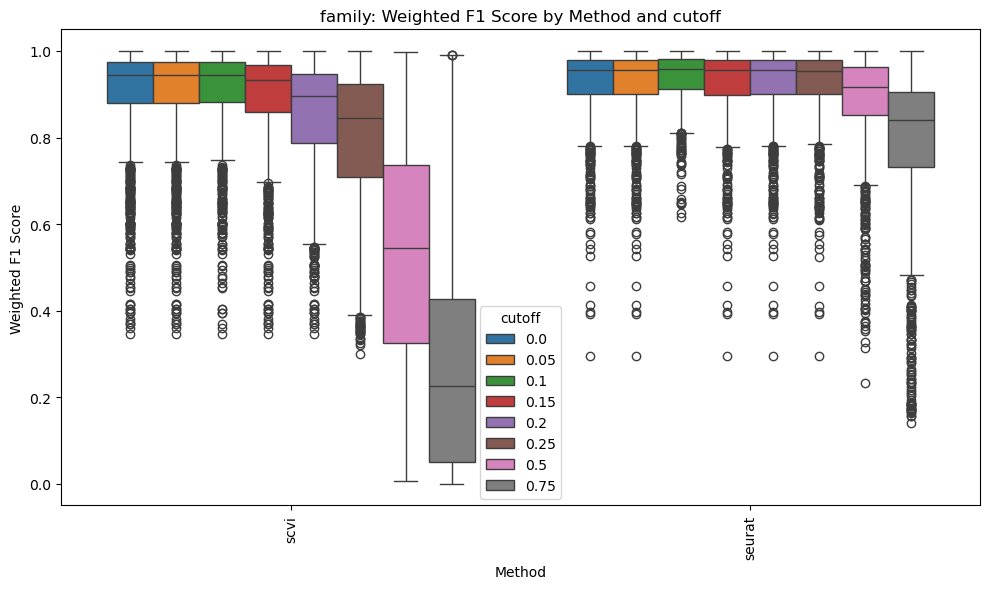 family: Weighted F1 Score by Method and cutoff
Weighted F1 Score
1.0
0.8
0.6
0.4
0.2
0.0
cutoff
0.0
0.05
0.1
0.15
0.2
0.25
0.5
0.75
scvi
seurat
Method